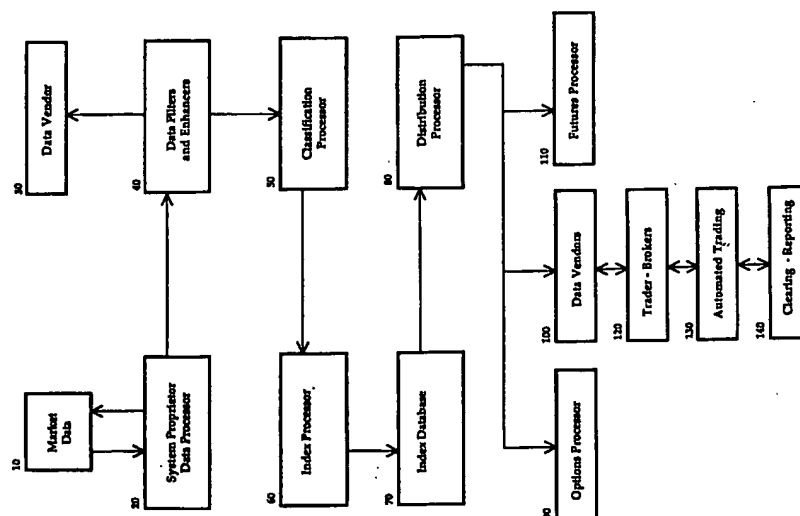 10
Market
Data
20
System Proprietor
Data Processor
30
Data Vendor
40
Data Filters
and Enhancers
50
Classification
Processor
60
Index Processor
70
Index Database
80
Distribution
Processor
Options Processor
100
Data Vendors
110
Futures Processor
120
Trader - Brokers
130
Automated Trading
140
Clearing - Reporting